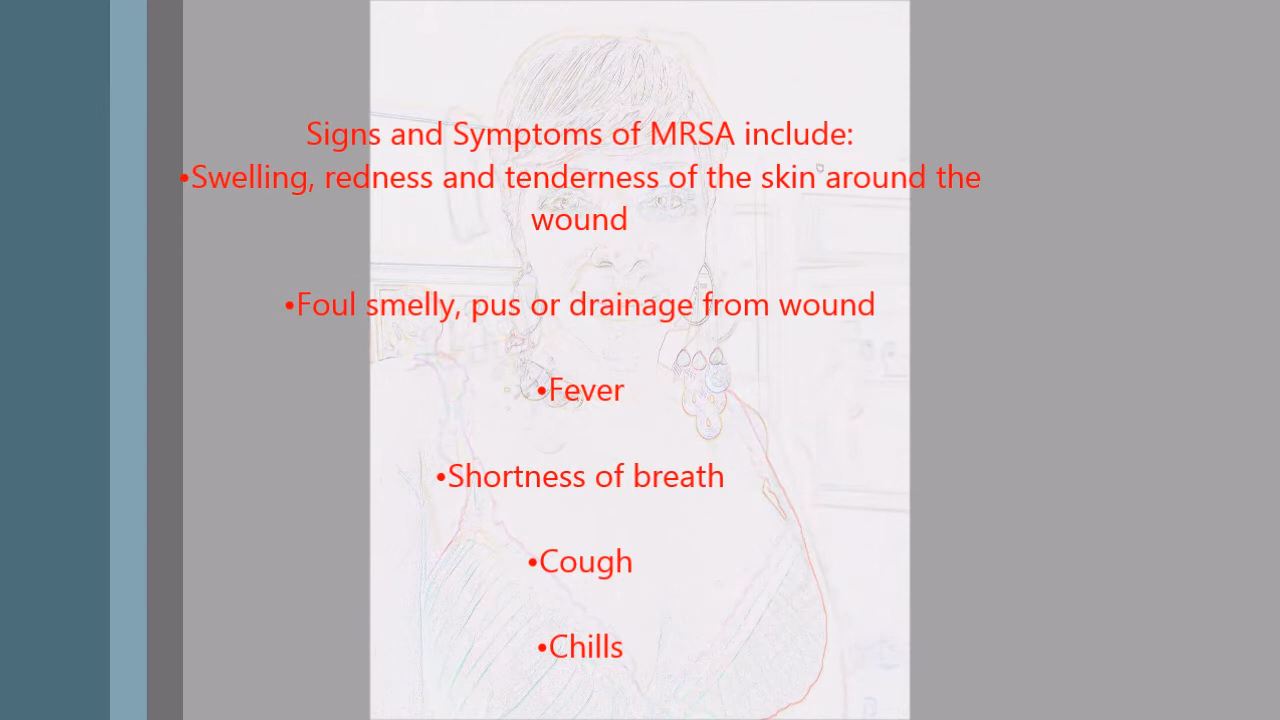 Signs and Symptoms of MRSA include:
•Swelling, redness and tenderness of the skin around the
wound
•Foul smelly, pus or drainage from wound
•Fever
•Shortness of breath
•Cough
•Chills